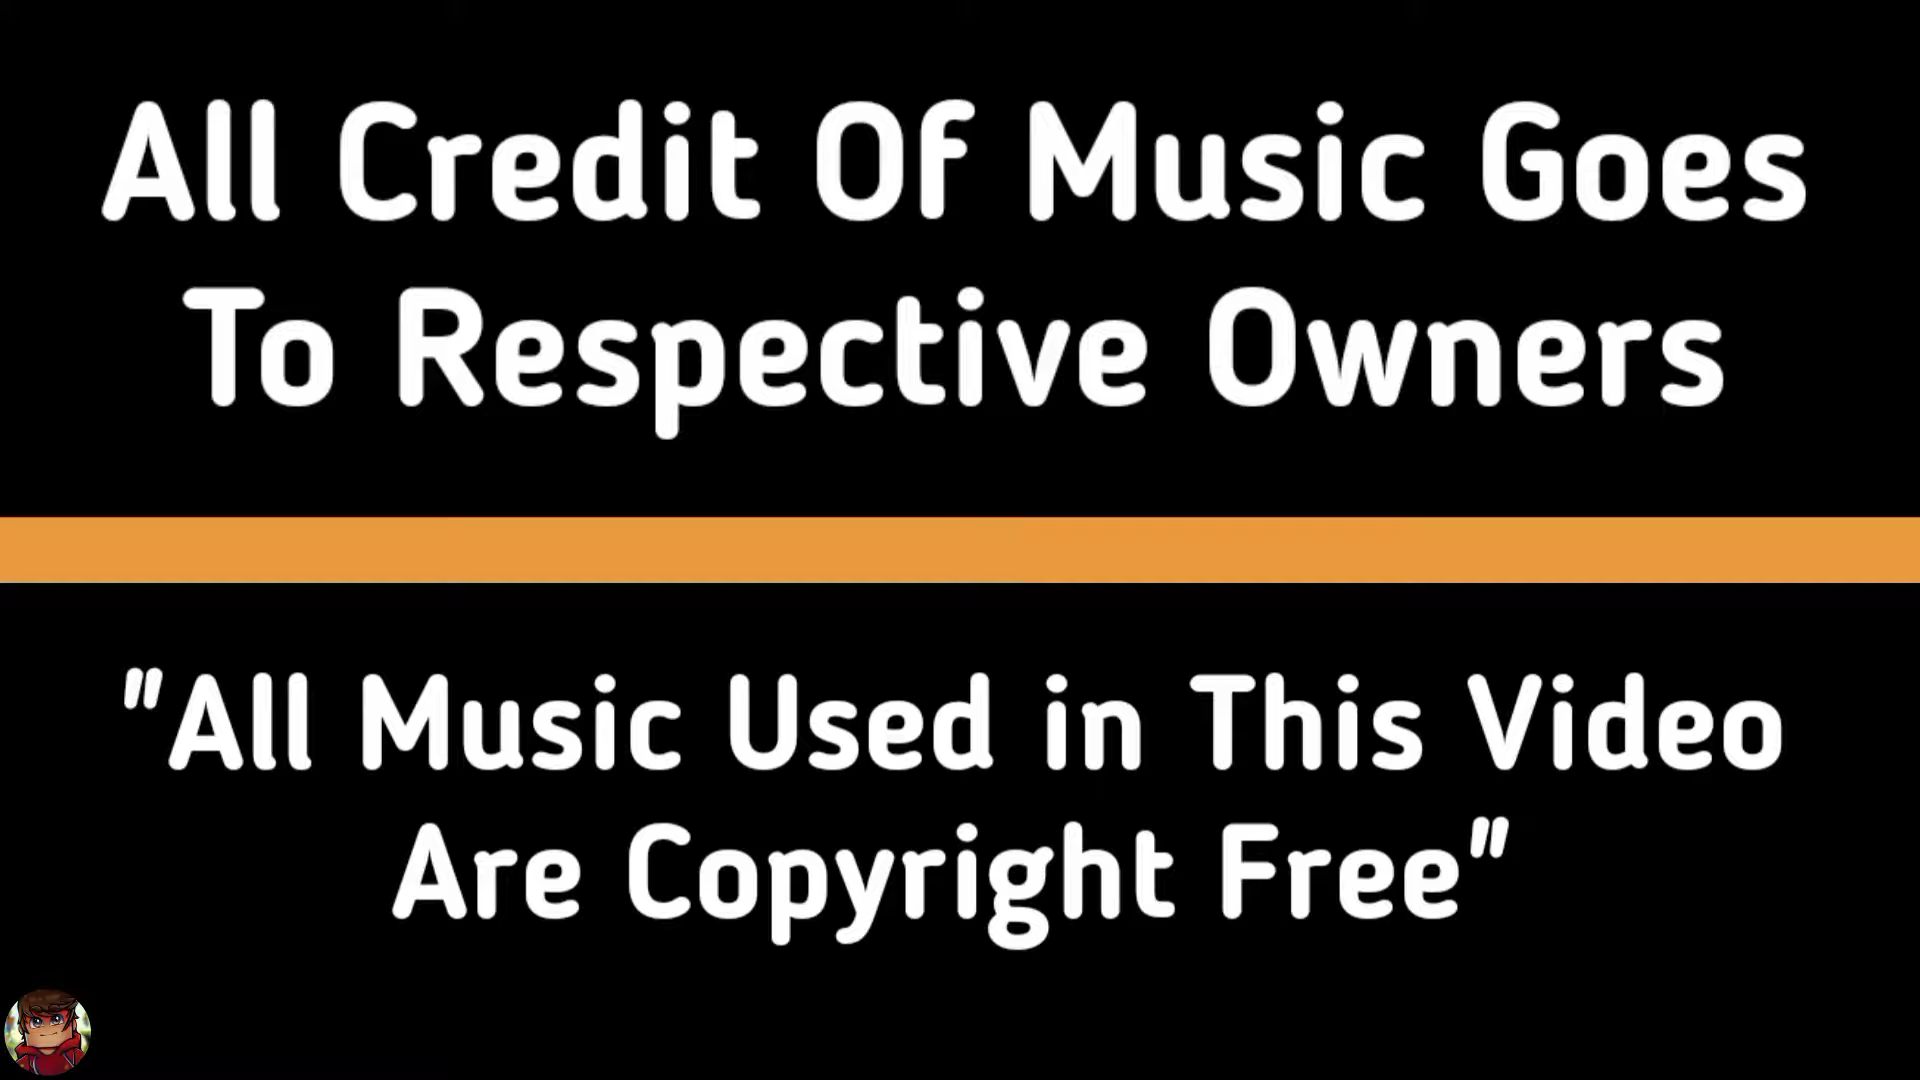 All Credit Of Music Goes
To Respective Owners
"All Music Used in This Video
Are Copyright Free"